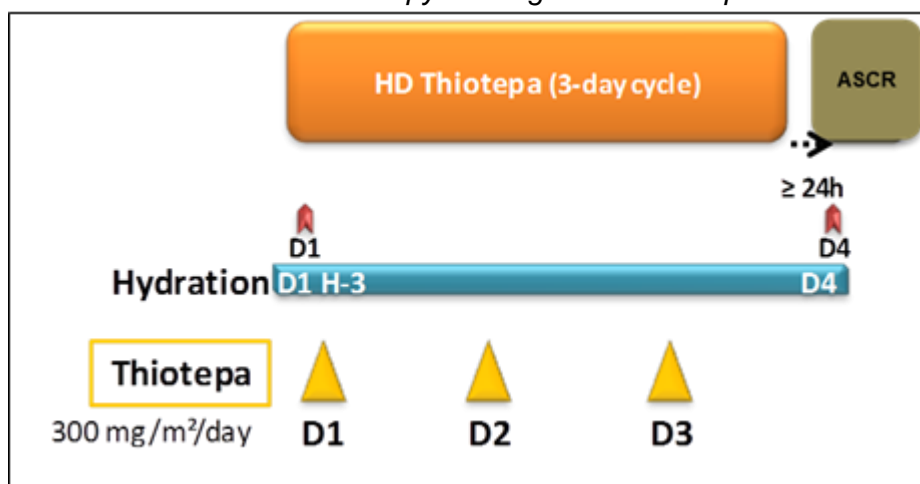 HD Thiotepa (3-day cycle)
ASCR
≥ 24h
D1
D4
Hydration
D1 H-3
D4
Thiotepa
300 mg/m²/day
D1
D2
D3